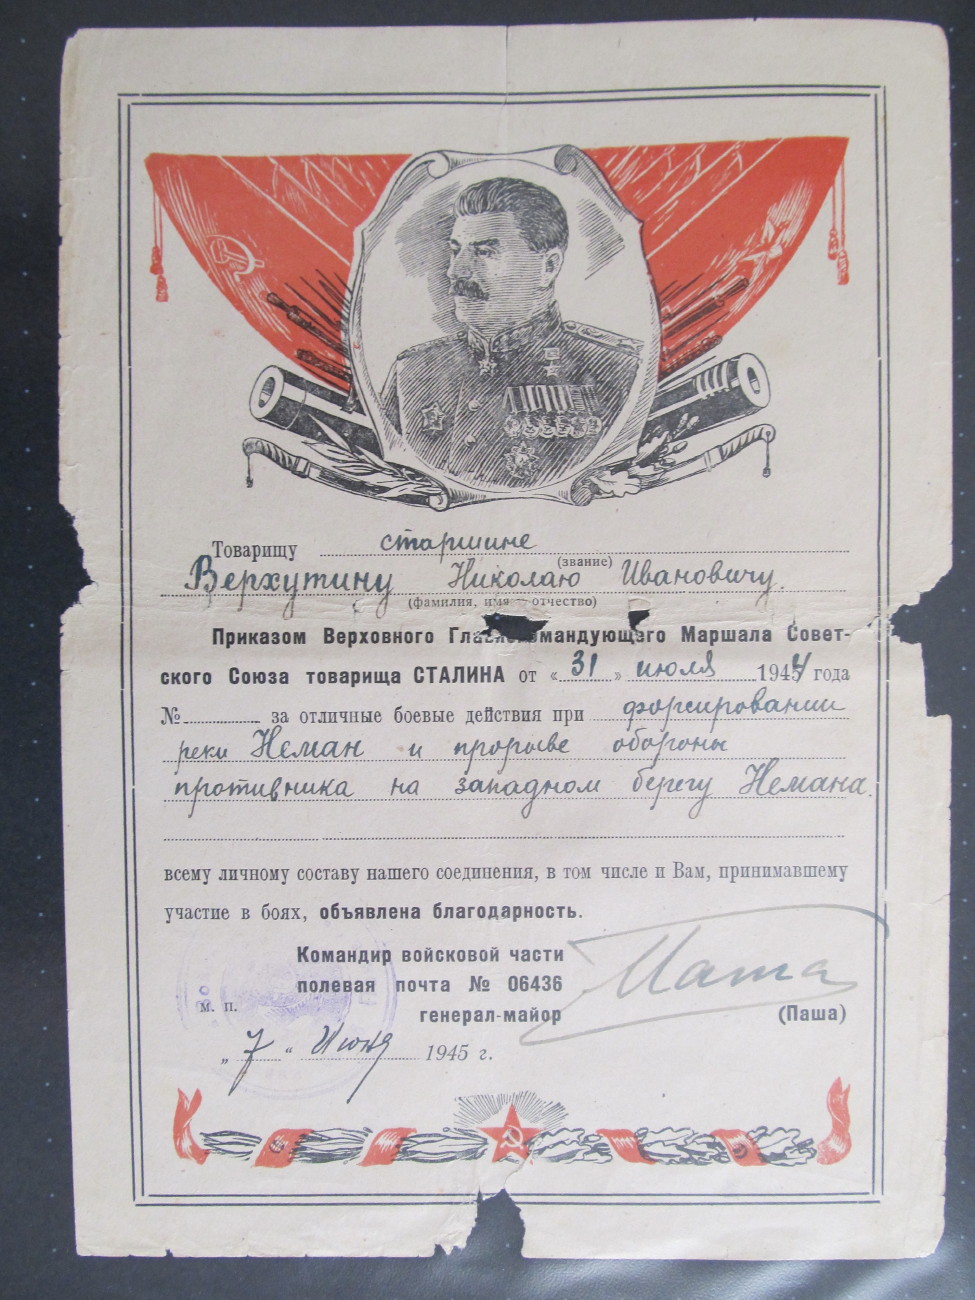 Товарищу старшине
(звание)
Верхутину Николаю Ивановичу.
(фамилия, имя отчество)
Приказом Верховного Главнокомандующего Маршала Совет-
ского Союза товарища СТАЛИНА от «31» июля 1944 года
№ за отличные боевые действия при форсировании
реки Неман и прорыве обороны
противника на западном берегу Немана.
всему личному составу нашего соединения, в том числе и Вам, принимавшему
участие в боях, объявлена благодарность.
Командир войсковой части
полевая почта № 06436
м. п.
генерал-майор Паша (Паша)
„7“ Июня 1945 г.